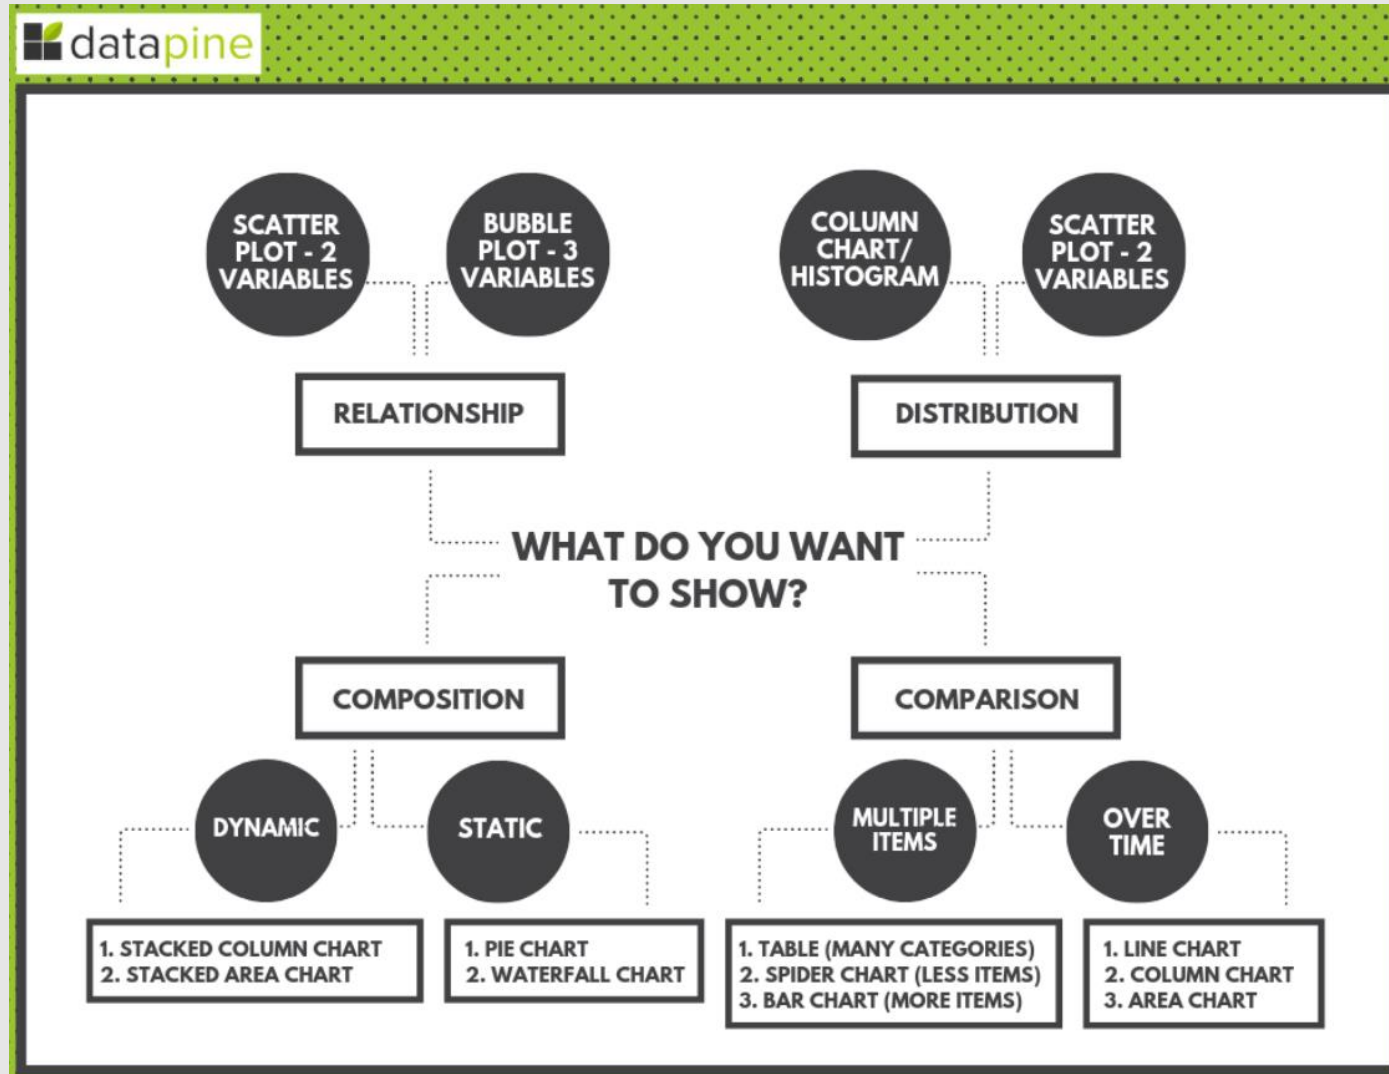 datapine
SCATTER
PLOT - 2
VARIABLES
BUBBLE
PLOT - 3
VARIABLES
COLUMN
CHART/
HISTOGRAM
SCATTER
PLOT - 2
VARIABLES
RELATIONSHIP
DISTRIBUTION
WHAT DO YOU WANT
TO SHOW?
COMPOSITION
COMPARISON
DYNAMIC
STATIC
MULTIPLE
ITEMS
OVER
TIME
1. STACKED COLUMN CHART
2. STACKED AREA CHART
1. PIE CHART
2. WATERFALL CHART
1. TABLE (MANY CATEGORIES)
2. SPIDER CHART (LESS ITEMS)
3. BAR CHART (MORE ITEMS)
1. LINE CHART
2. COLUMN CHART
3. AREA CHART